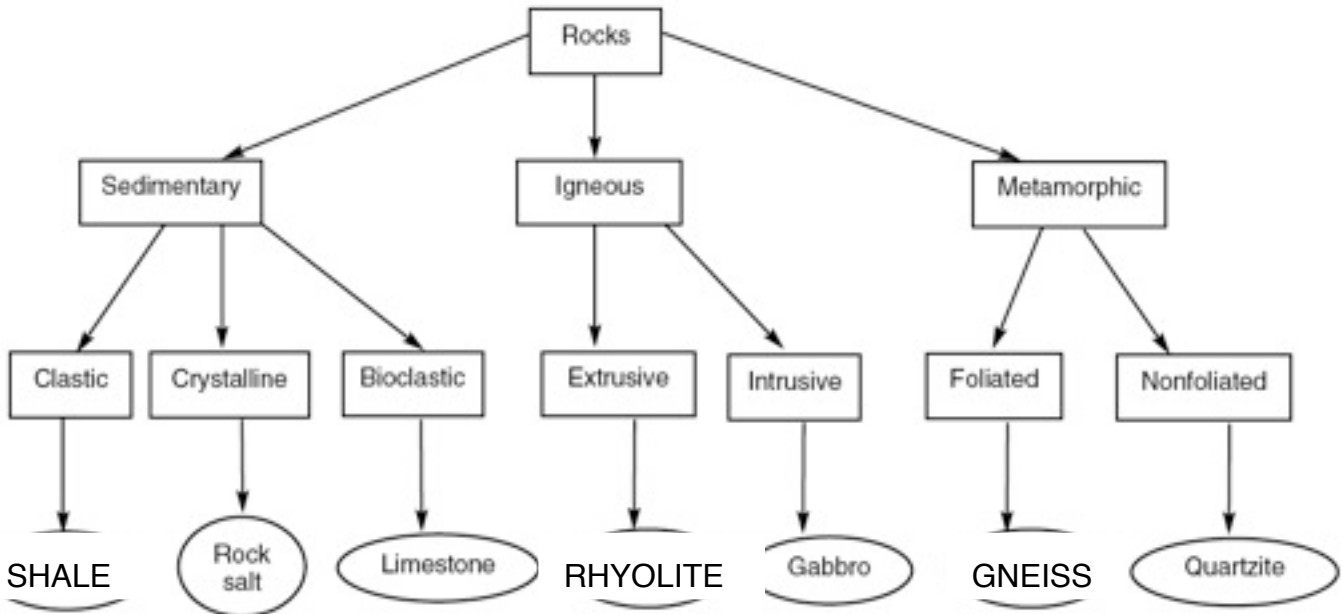 Rocks
Sedimentary
Igneous
Metamorphic
Clastic
Crystalline
Bioclastic
Extrusive
Intrusive
Foliated
Nonfoliated
SHALE
Rock
salt
Limestone
RHYOLITE
Gabbro
GNEISS
Quartzite